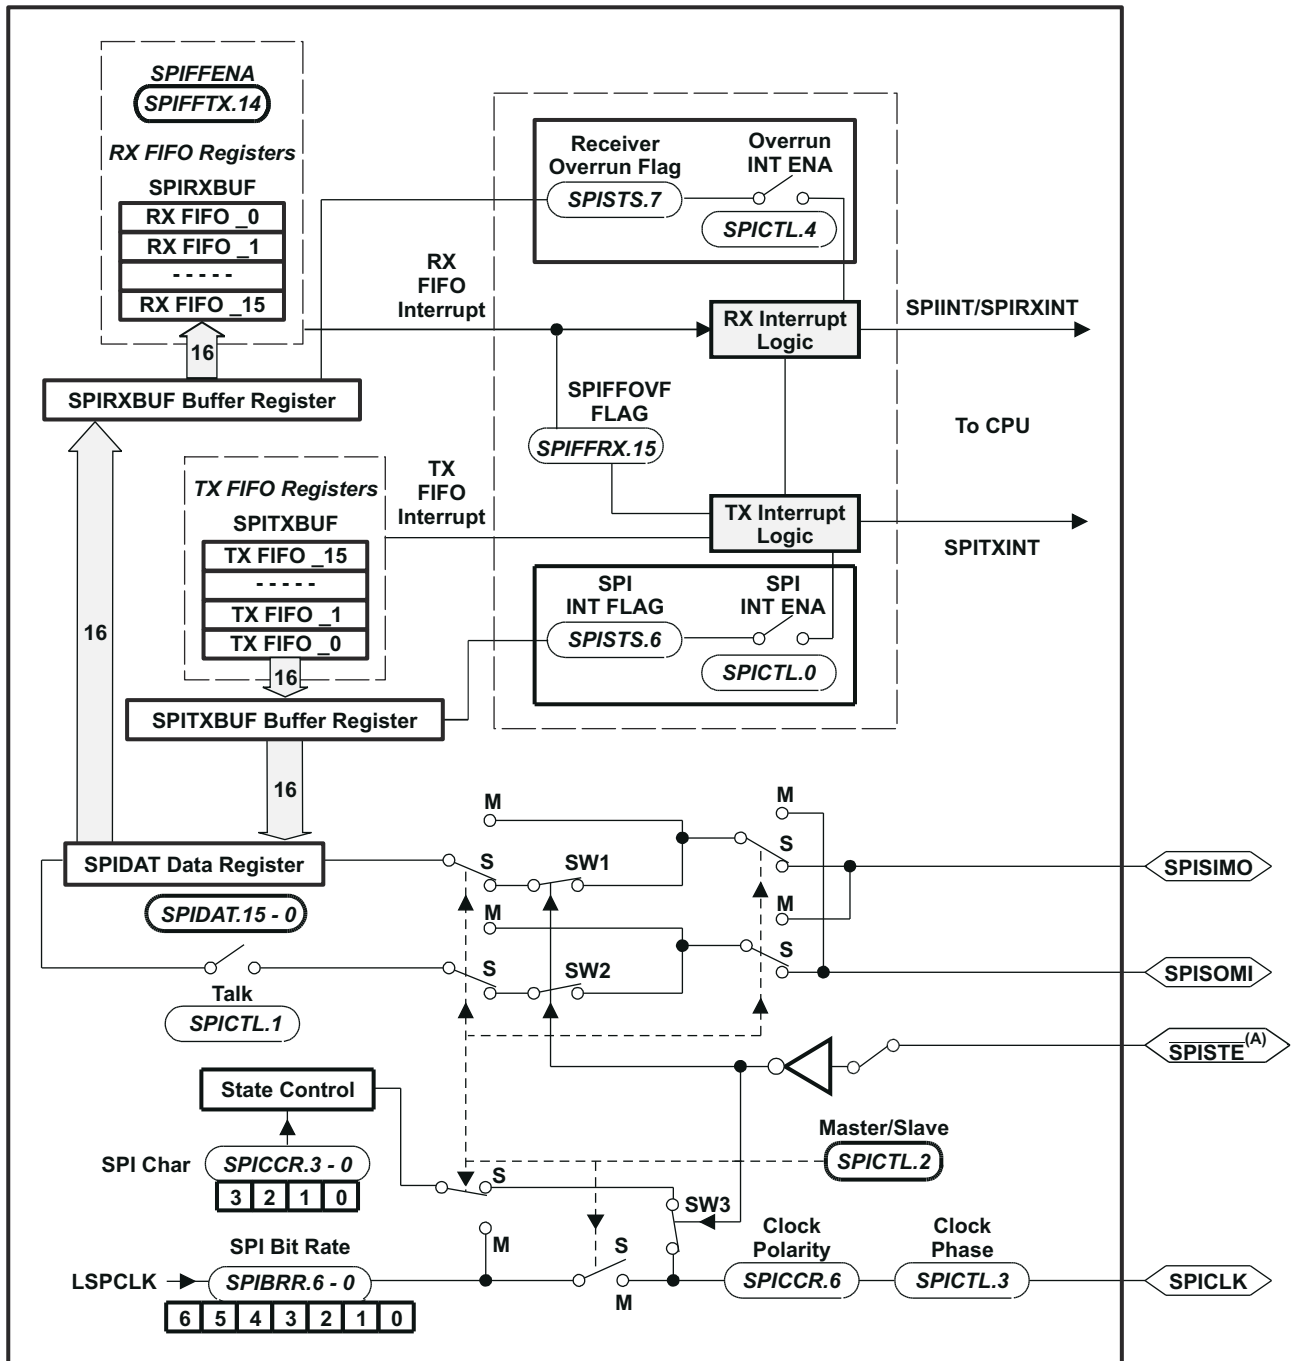 SPIFFENA
SPIFFTX.14
RX FIFO Registers
SPIRXBUF
RX FIFO _0
RX FIFO _1
- - - - -
RX FIFO _15
16
SPIRXBUF Buffer Register
RX
FIFO
Interrupt
Receiver
Overrun Flag
SPISTS.7
Overrun
INT ENA
SPICTL.4
RX Interrupt
Logic
SPIINT/SPIRXINT
SPIFFOVF
FLAG
SPIFFRX.15
To CPU
TX FIFO Registers
SPITXBUF
TX FIFO _15
- - - - -
TX FIFO _1
TX FIFO _0
16
TX
FIFO
Interrupt
TX Interrupt
Logic
SPITXINT
SPI
INT FLAG
SPISTS.6
SPI
INT ENA
SPICTL.0
16
SPITXBUF Buffer Register
16
SPIDAT Data Register
SPIDAT.15 - 0
M
S
SW1
M
S
SPISIMO
M
S
SW2
M
S
SPISOMI
Talk
SPICTL.1
SPISTE(A)
State Control
Master/Slave
SPICTL.2
SPI Char
SPICCR.3 - 0
3 2 1 0
S
M
SW3
SPI Bit Rate
LSPCLK
SPIBRR.6 - 0
6 5 4 3 2 1 0
S
M
Clock
Polarity
SPICCR.6
Clock
Phase
SPICTL.3
SPICLK